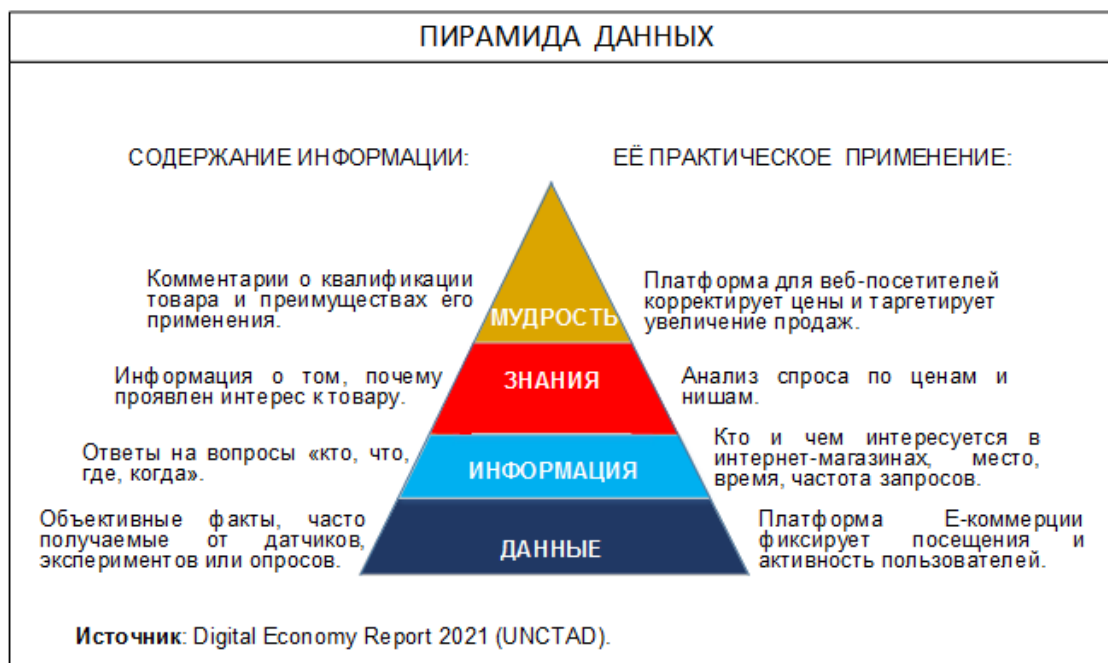 ПИРАМИДА ДАННЫХ
СОДЕРЖАНИЕ ИНФОРМАЦИИ:
ЕЁ ПРАКТИЧЕСКОЕ ПРИМЕНЕНИЕ:
Комментарии о квалификации
товара и преимуществах его
применения.
МУДРОСТЬ
Платформа для веб-посетителей
корректирует цены и таргетирует
увеличение продаж.
Информация о том, почему
проявлен интерес к товару.
ЗНАНИЯ
Анализ спроса по ценам и
нишам.
Ответы на вопросы «кто, что,
где, когда».
ИНФОРМАЦИЯ
Кто и чем интересуется в
интернет-магазинах, место,
время, частота запросов.
Объективные факты, часто
получаемые от датчиков,
экспериментов или опросов.
ДАННЫЕ
Платформа Е-коммерции
фиксирует посещения и
активность пользователей.
Источник: Digital Economy Report 2021 (UNCTAD).